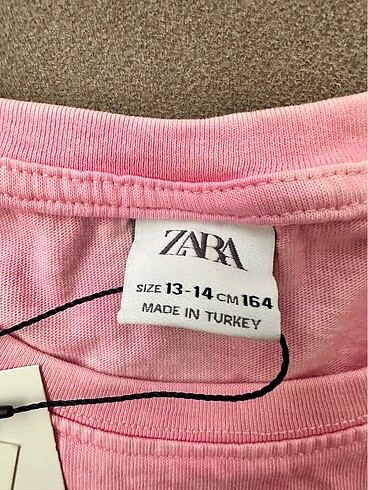 ZARA
SIZE 13-14 CM 164
MADE IN TURKEY